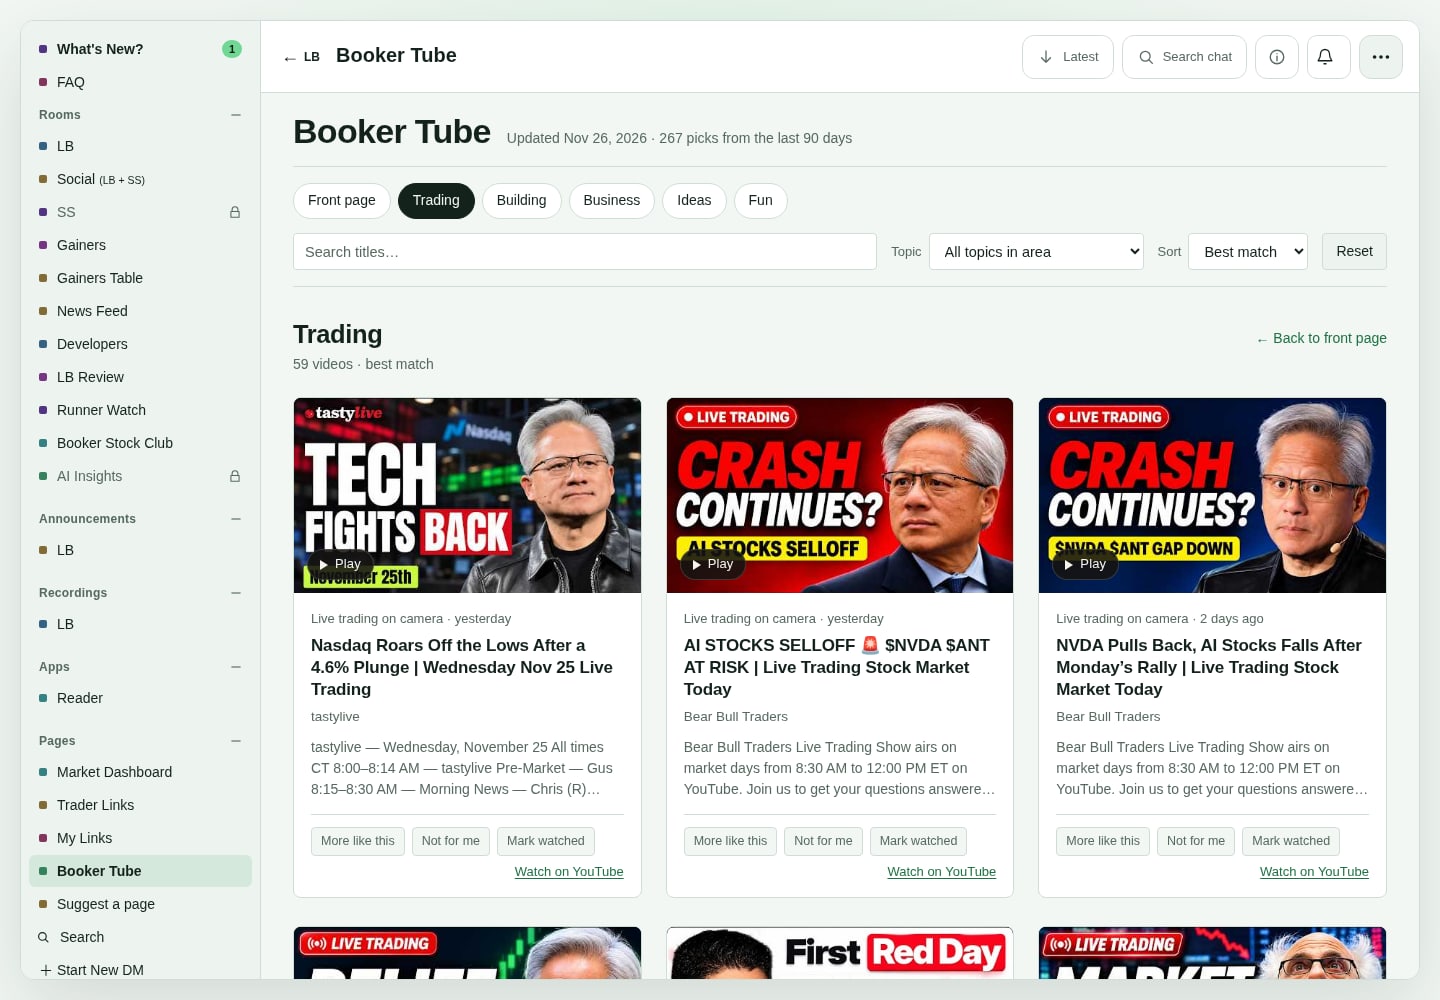 What's New?
1
FAQ
Rooms
LB
Social (LB + SS)
SS
Gainers
Gainers Table
News Feed
Developers
LB Review
Runner Watch
Booker Stock Club
AI Insights
Announcements
LB
Recordings
LB
Apps
Reader
Pages
Market Dashboard
Trader Links
My Links
Booker Tube
Suggest a page
Search
Start New DM
← LB
Booker Tube
Latest
Search chat
Booker Tube
Updated Nov 26, 2026 · 267 picks from the last 90 days
Front page
Trading
Building
Business
Ideas
Fun
Search titles…
Topic
All topics in area
Sort
Best match
Reset
Trading
← Back to front page
59 videos · best match
tastylive
Nasdaq
TECH
FIGHTS BACK
Play
November 25th
Live trading on camera · yesterday
Nasdaq Roars Off the Lows After a
4.6% Plunge | Wednesday Nov 25 Live
Trading
tastylive
tastylive — Wednesday, November 25 All times
CT 8:00–8:14 AM — tastylive Pre-Market — Gus
8:15–8:30 AM — Morning News — Chris (R)…
More like this
Not for me
Mark watched
Watch on YouTube
LIVE TRADING
CRASH
CONTINUES?
AI STOCKS SELLOFF
Play
Live trading on camera · yesterday
AI STOCKS SELLOFF 🚨 $NVDA $ANT
AT RISK | Live Trading Stock Market
Today
Bear Bull Traders
Bear Bull Traders Live Trading Show airs on
market days from 8:30 AM to 12:00 PM ET on
YouTube. Join us to get your questions answere…
More like this
Not for me
Mark watched
Watch on YouTube
LIVE TRADING
CRASH
CONTINUES?
$NVDA $ANT GAP DOWN
Play
Live trading on camera · 2 days ago
NVDA Pulls Back, AI Stocks Falls After
Monday’s Rally | Live Trading Stock
Market Today
Bear Bull Traders
Bear Bull Traders Live Trading Show airs on
market days from 8:30 AM to 12:00 PM ET on
YouTube. Join us to get your questions answere…
More like this
Not for me
Mark watched
Watch on YouTube
LIVE TRADING
RELIEF
First Red Day
LIVE TRADING
MARKET